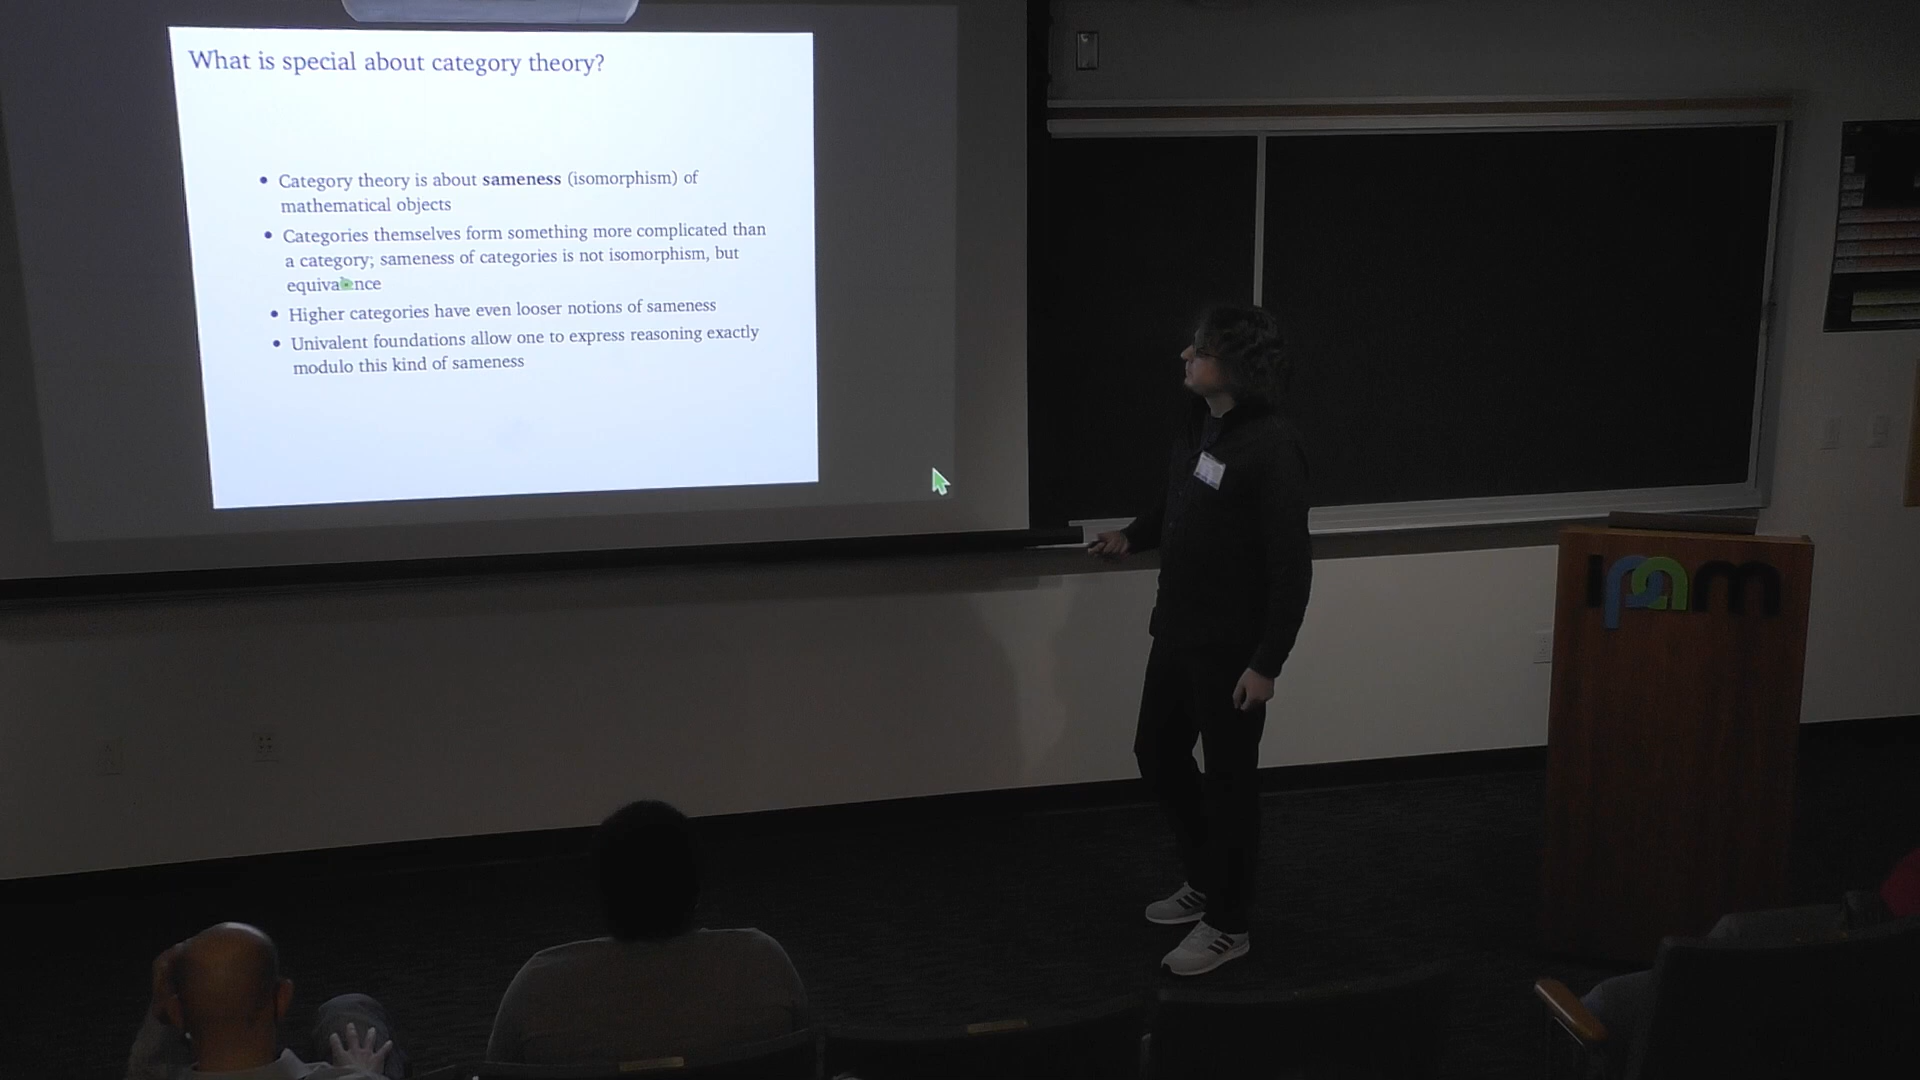 What is special about category theory?
• Category theory is about sameness (isomorphism) of
mathematical objects
• Categories themselves form something more complicated than
a category; sameness of categories is not isomorphism, but
equivalence
• Higher categories have even looser notions of sameness
• Univalent foundations allow one to express reasoning exactly
modulo this kind of sameness
ipam